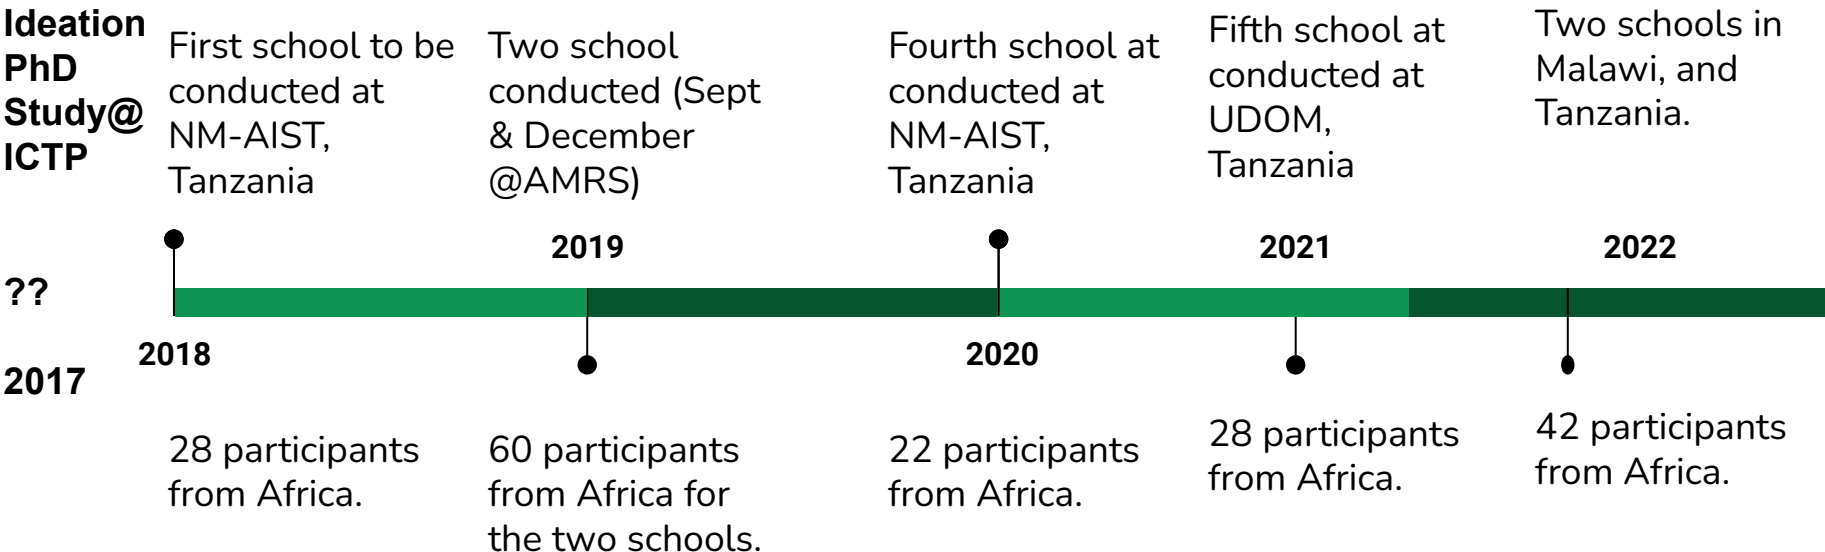 Ideation
PhD
Study@
ICTP
??
2017
First school to be
conducted at
NM-AIST,
Tanzania
2018
28 participants
from Africa.
Two school
conducted (Sept
& December
@AMRS)
2019
60 participants
from Africa for
the two schools.
Fourth school at
conducted at
NM-AIST,
Tanzania
2020
22 participants
from Africa.
Fifth school at
conducted at
UDOM,
Tanzania
2021
28 participants
from Africa.
Two schools in
Malawi, and
Tanzania.
2022
42 participants
from Africa.